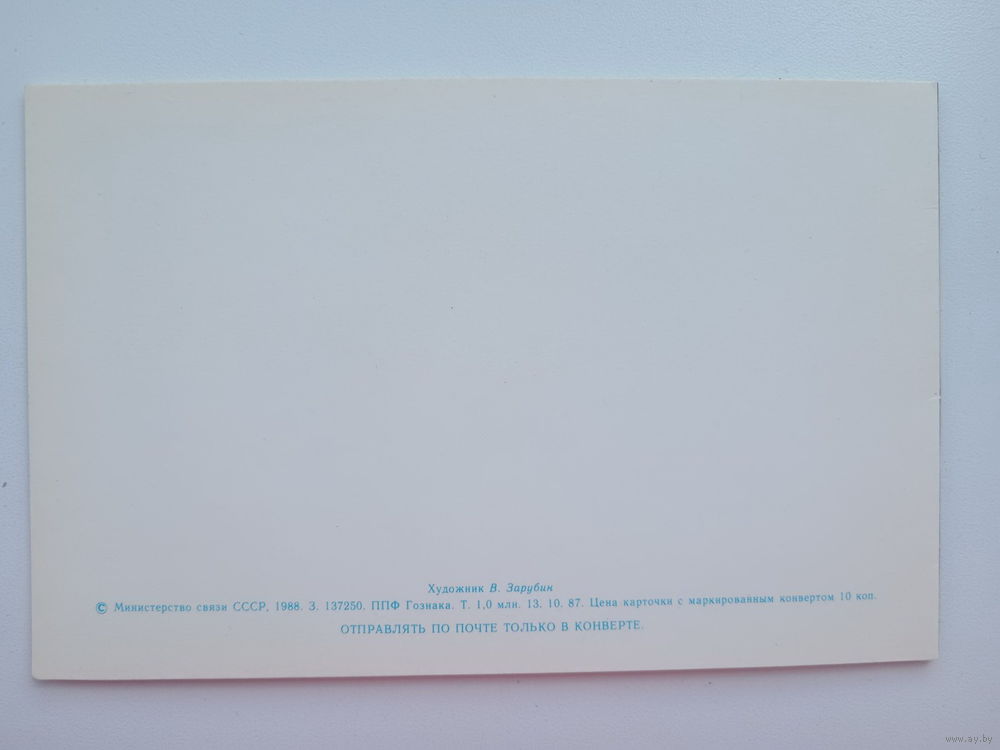 Художник В. Зарубин
© Министерство связи СССР, 1988. З. 137250. ППФ Гознака. Т. 1,0 млн. 13. 10. 87. Цена карточки с маркированным конвертом 10 коп.
ОТПРАВЛЯТЬ ПО ПОЧТЕ ТОЛЬКО В КОНВЕРТЕ.
www.ay.by